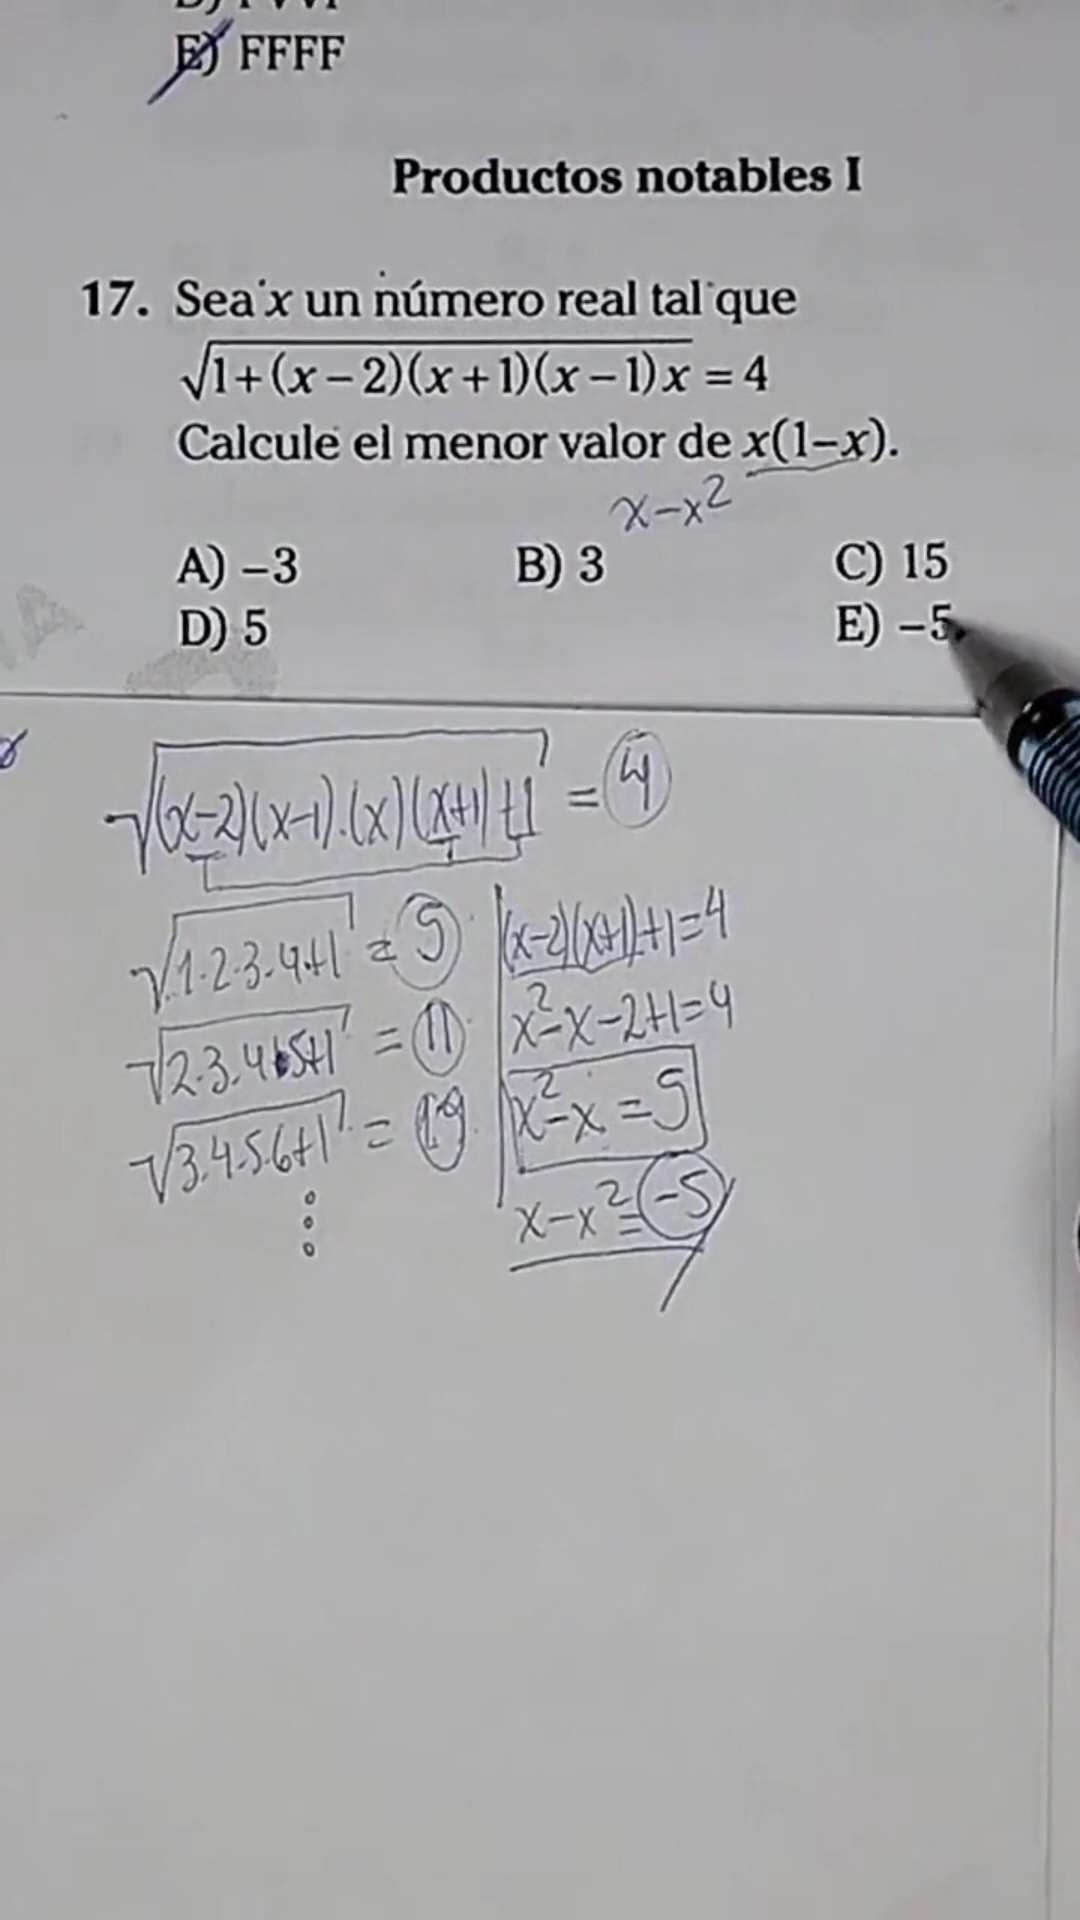 E) FFFF
Productos notables I
17. Sea x un número real tal que
√1+(x−2)(x+1)(x−1)x = 4
Calcule el menor valor de x(1−x).
x−x²
A) −3 B) 3 C) 15
D) 5 E) −5
√(x−2)(x−1).(x)(x+1)+1 = 4
√1·2·3·4+1 = 5
(x−2)(x+1)+1=4
√2·3·4·5+1 = 11
x²−x−2+1=4
√3·4·5·6+1 = 19
x²−x=5
x−x²=−5